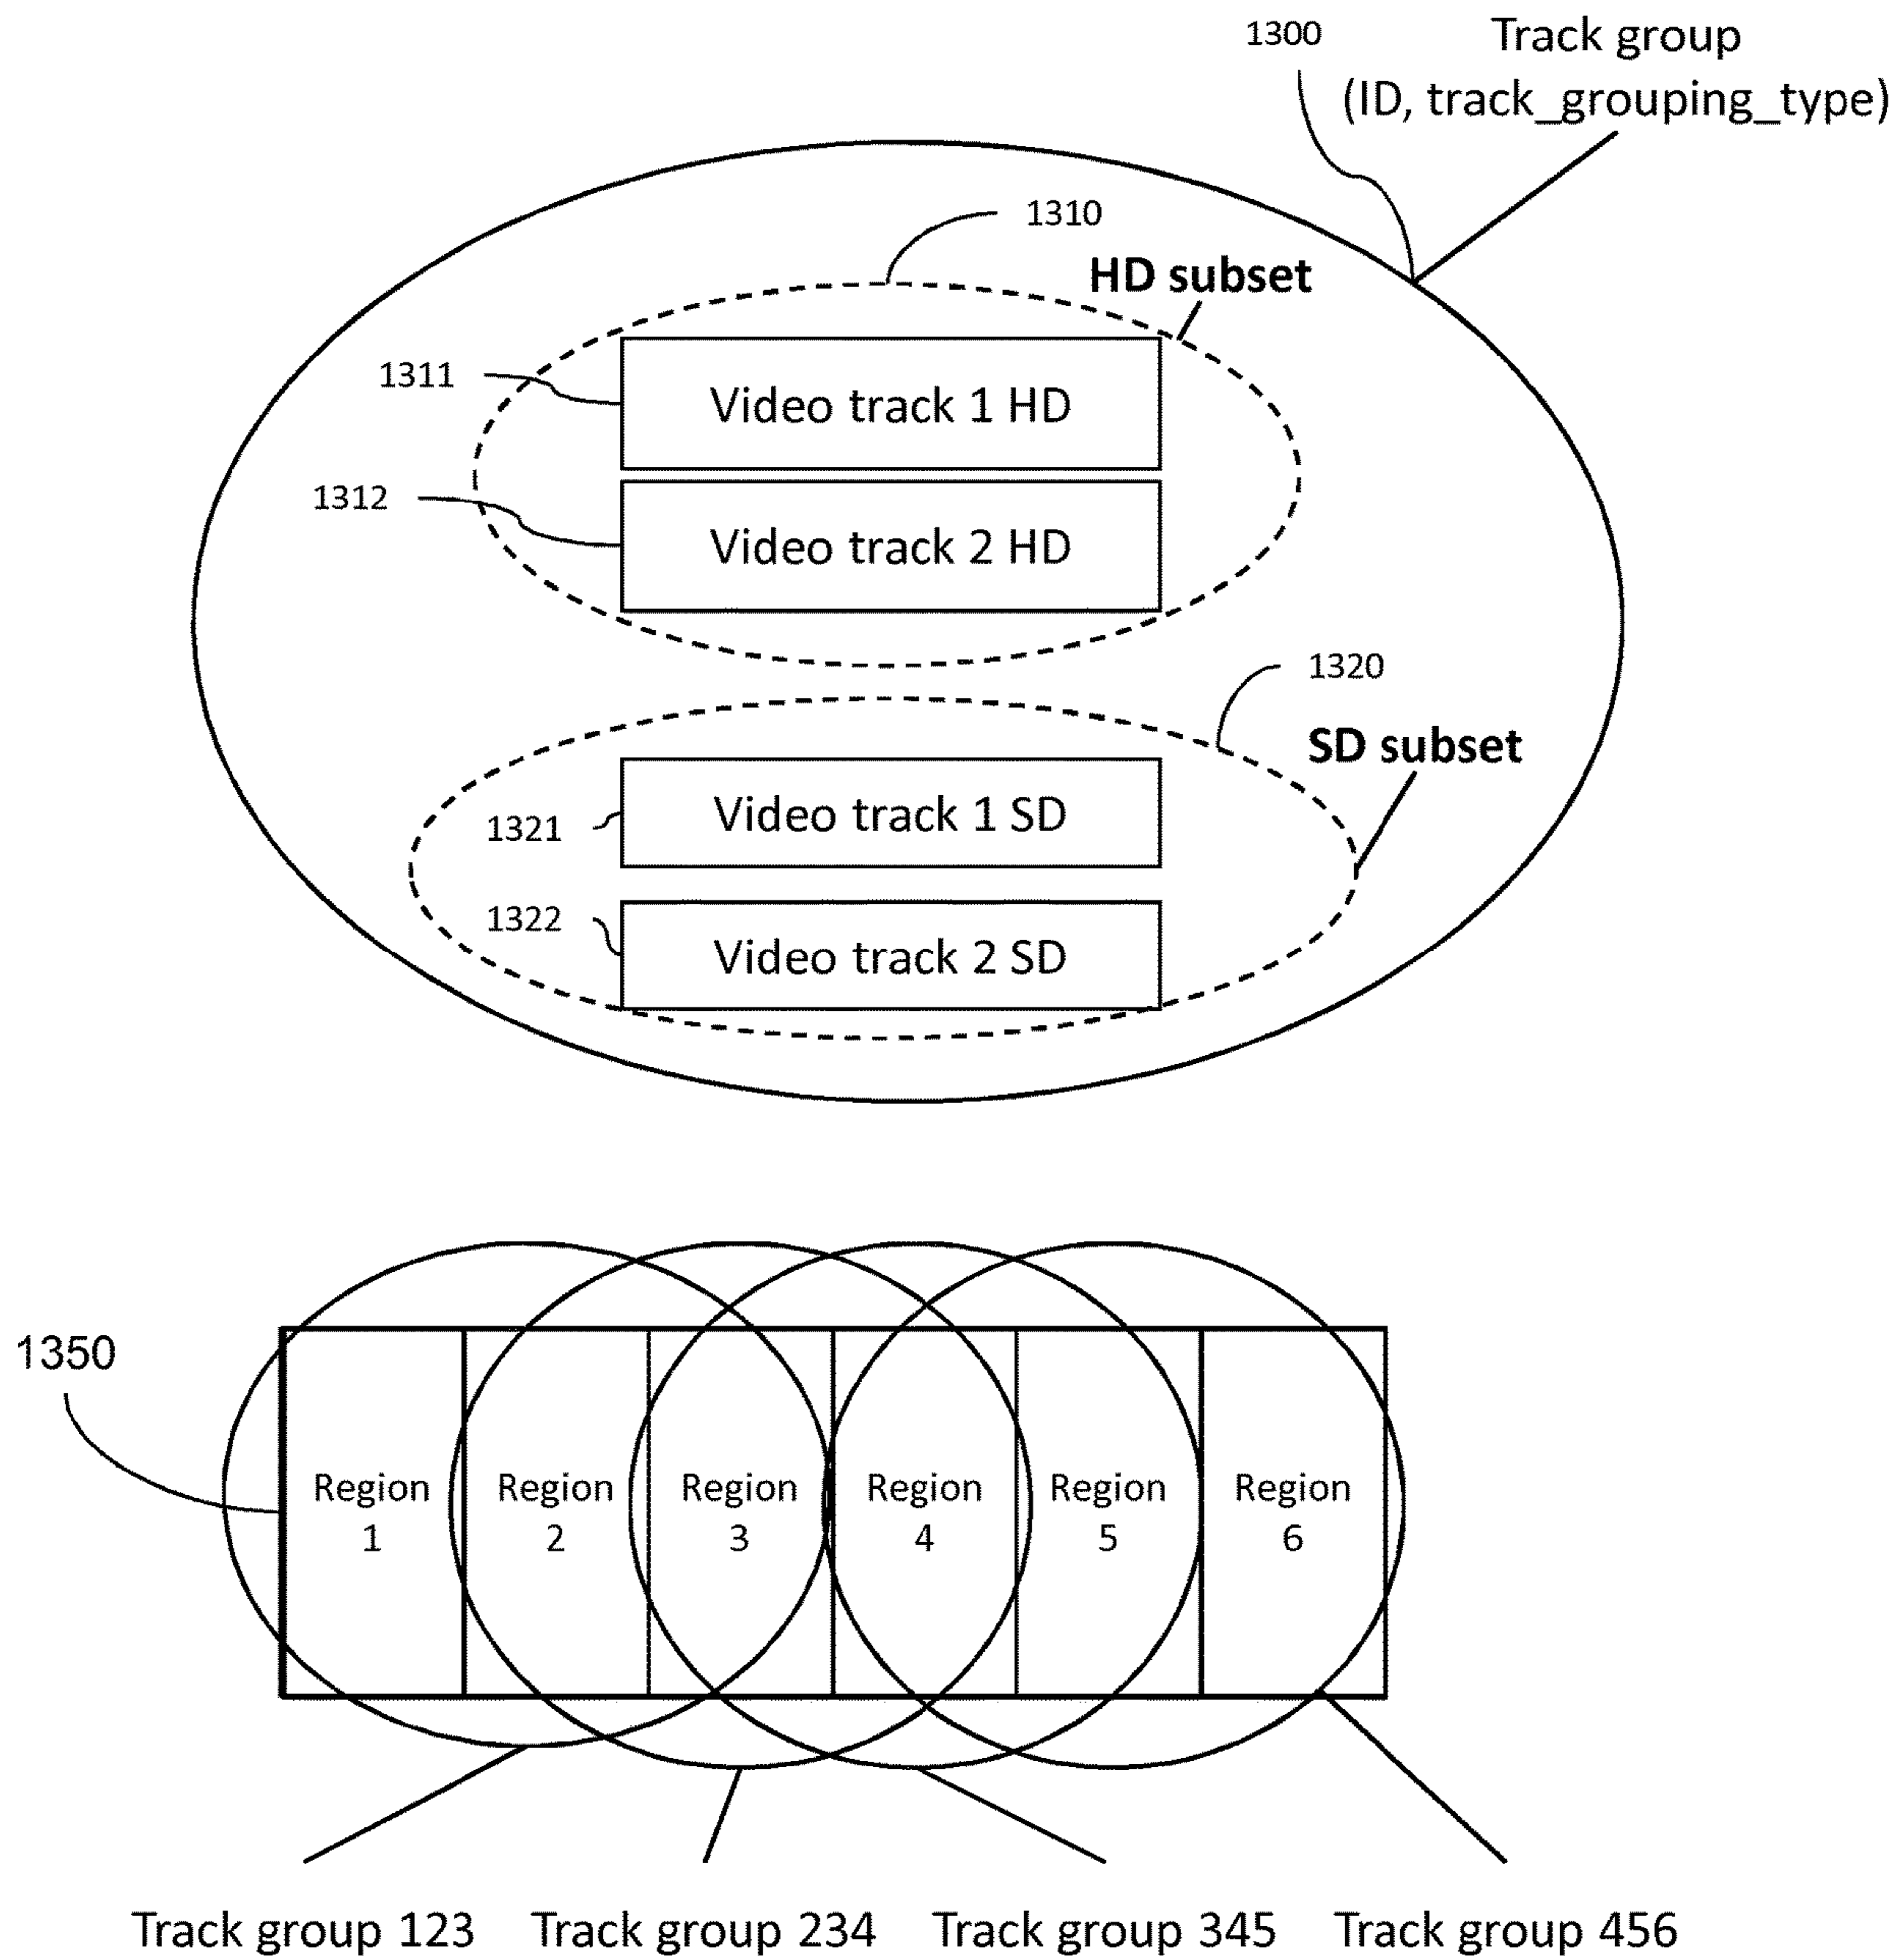 1300
Track group
(ID, track_grouping_type)
1310
HD subset
1311
Video track 1 HD
1312
Video track 2 HD
1320
SD subset
1321
Video track 1 SD
1322
Video track 2 SD
1350
Region
1
Region
2
Region
3
Region
4
Region
5
Region
6
Track group 123
Track group 234
Track group 345
Track group 456